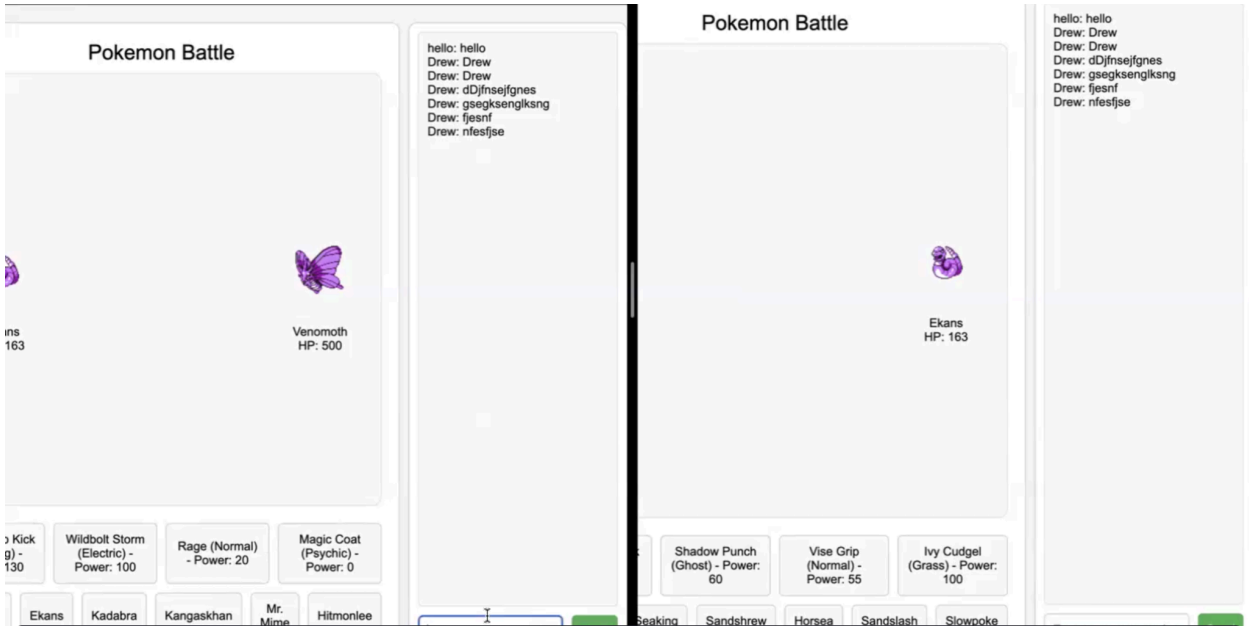 Pokemon Battle
hello: hello
Drew: Drew
Drew: Drew
Drew: dDjfnsejfgnes
Drew: gsegksenglksng
Drew: fjesnf
Drew: nfesfjse
163
Venomoth
HP: 500
Kick
130
Wildbolt Storm
(Electric) -
Power: 100
Rage (Normal)
- Power: 20
Magic Coat
(Psychic) -
Power: 0
Ekans
Kadabra
Kangaskhan
Mr.
Mime
Hitmonlee
Pokemon Battle
hello: hello
Drew: Drew
Drew: Drew
Drew: dDjfnsejfgnes
Drew: gsegksenglksng
Drew: fjesnf
Drew: nfesfjse
Ekans
HP: 163
Shadow Punch
(Ghost) - Power:
60
Vise Grip
(Normal) -
Power: 55
Ivy Cudgel
(Grass) - Power:
100
Seaking
Sandshrew
Horsea
Sandslash
Slowpoke